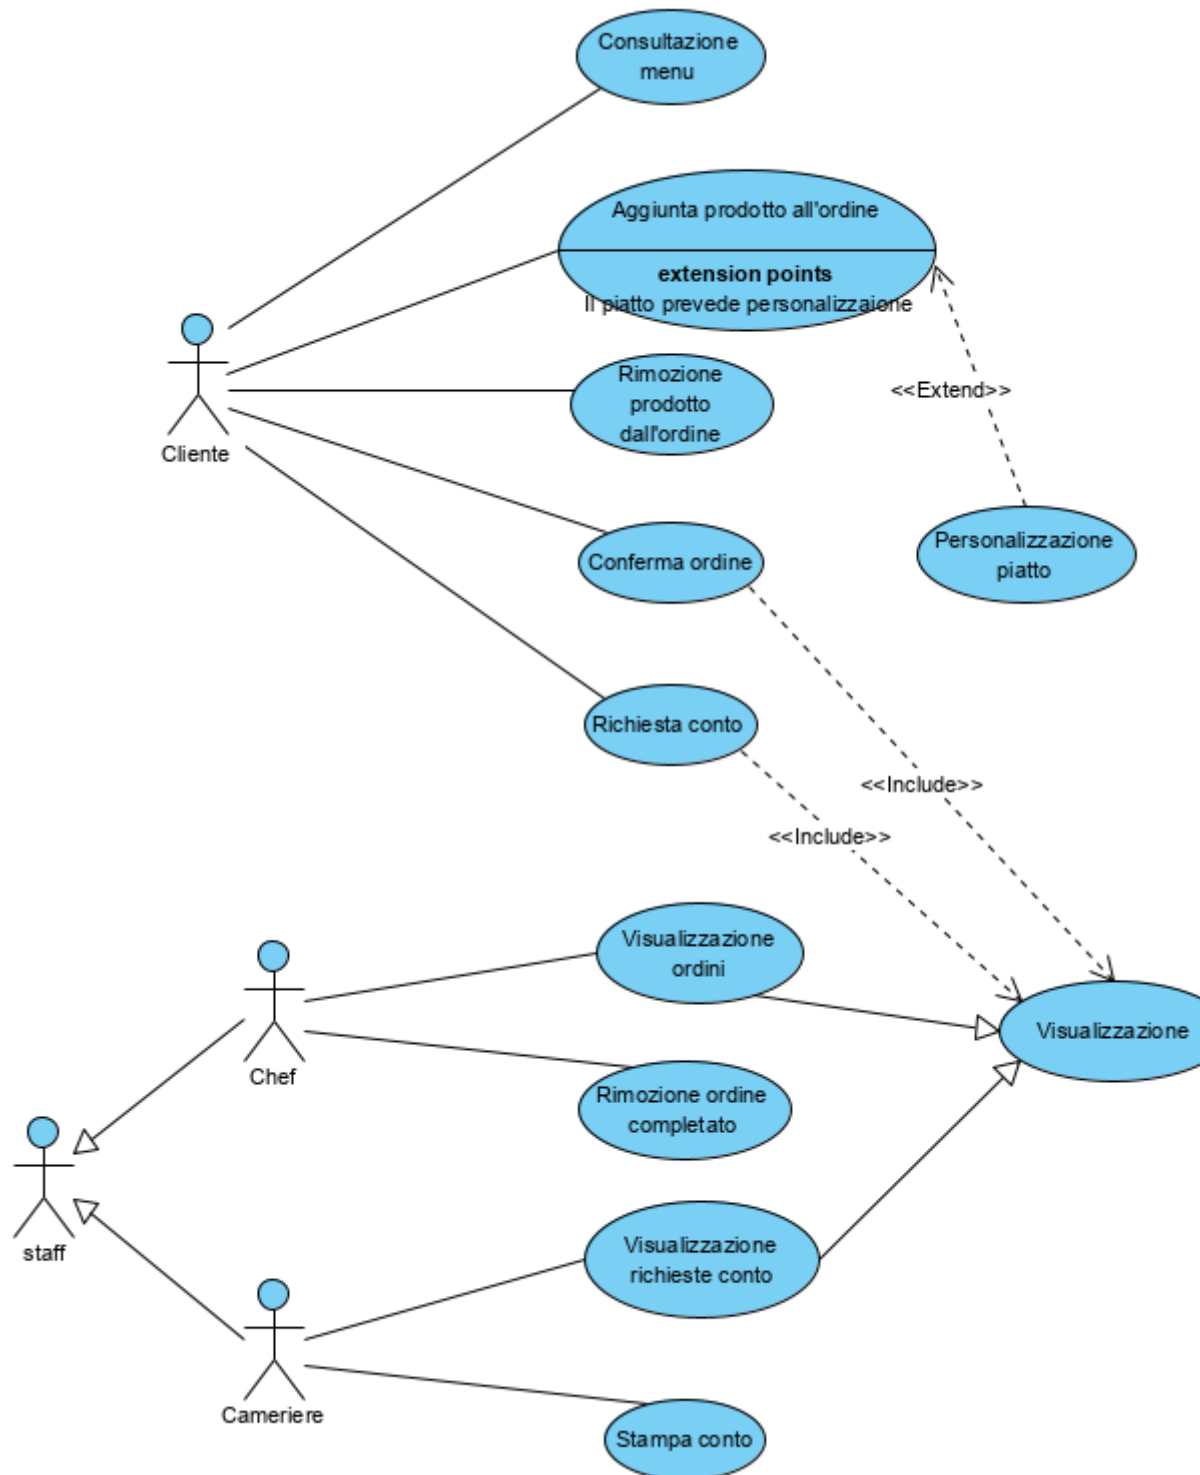 Consultazione
menu
Aggiunta prodotto all'ordine
extension points
Il piatto prevede personalizzaione
Rimozione
prodotto
dall'ordine
<<Extend>>
Cliente
Conferma ordine
Personalizzazione
piatto
Richiesta conto
<<Include>>
<<Include>>
Visualizzazione
ordini
Visualizzazione
Chef
Rimozione ordine
completato
staff
Visualizzazione
richieste conto
Cameriere
Stampa conto